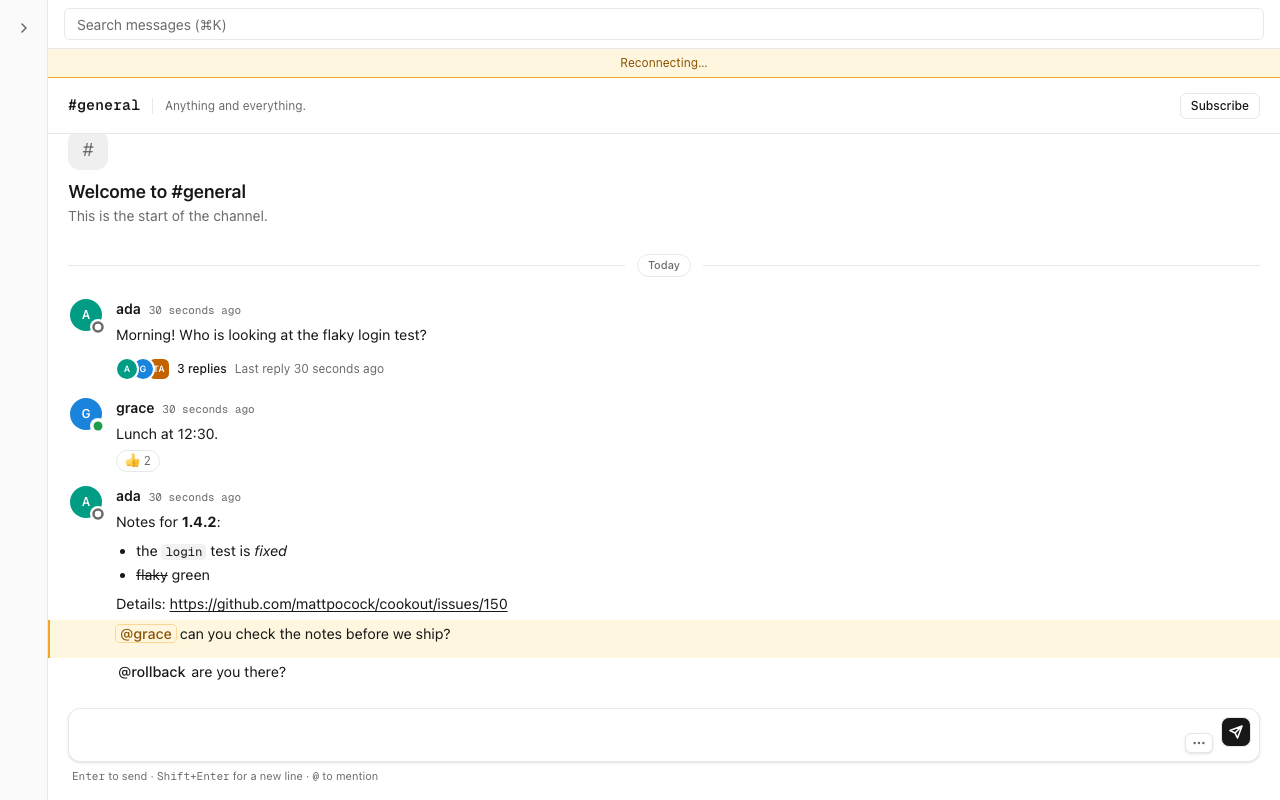 Search messages (⌘K)
Reconnecting…
#general
Anything and everything.
Subscribe
#
Welcome to #general
This is the start of the channel.
Today
A
ada 30 seconds ago
Morning! Who is looking at the flaky login test?
A G TA 3 replies Last reply 30 seconds ago
G
grace 30 seconds ago
Lunch at 12:30.
👍 2
A
ada 30 seconds ago
Notes for 1.4.2:
• the login test is fixed
• flaky green
Details: https://github.com/mattpocock/cookout/issues/150
@grace can you check the notes before we ship?
@rollback are you there?
Enter to send · Shift+Enter for a new line · @ to mention